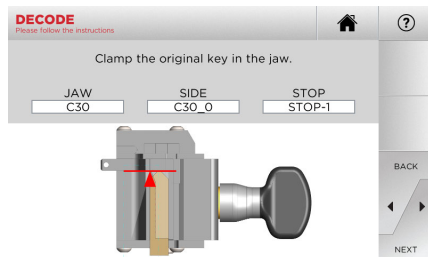 DECODE
Please follow the instructions
?
Clamp the original key in the jaw.
JAW SIDE STOP
C30 C30_0 STOP-1
BACK
NEXT